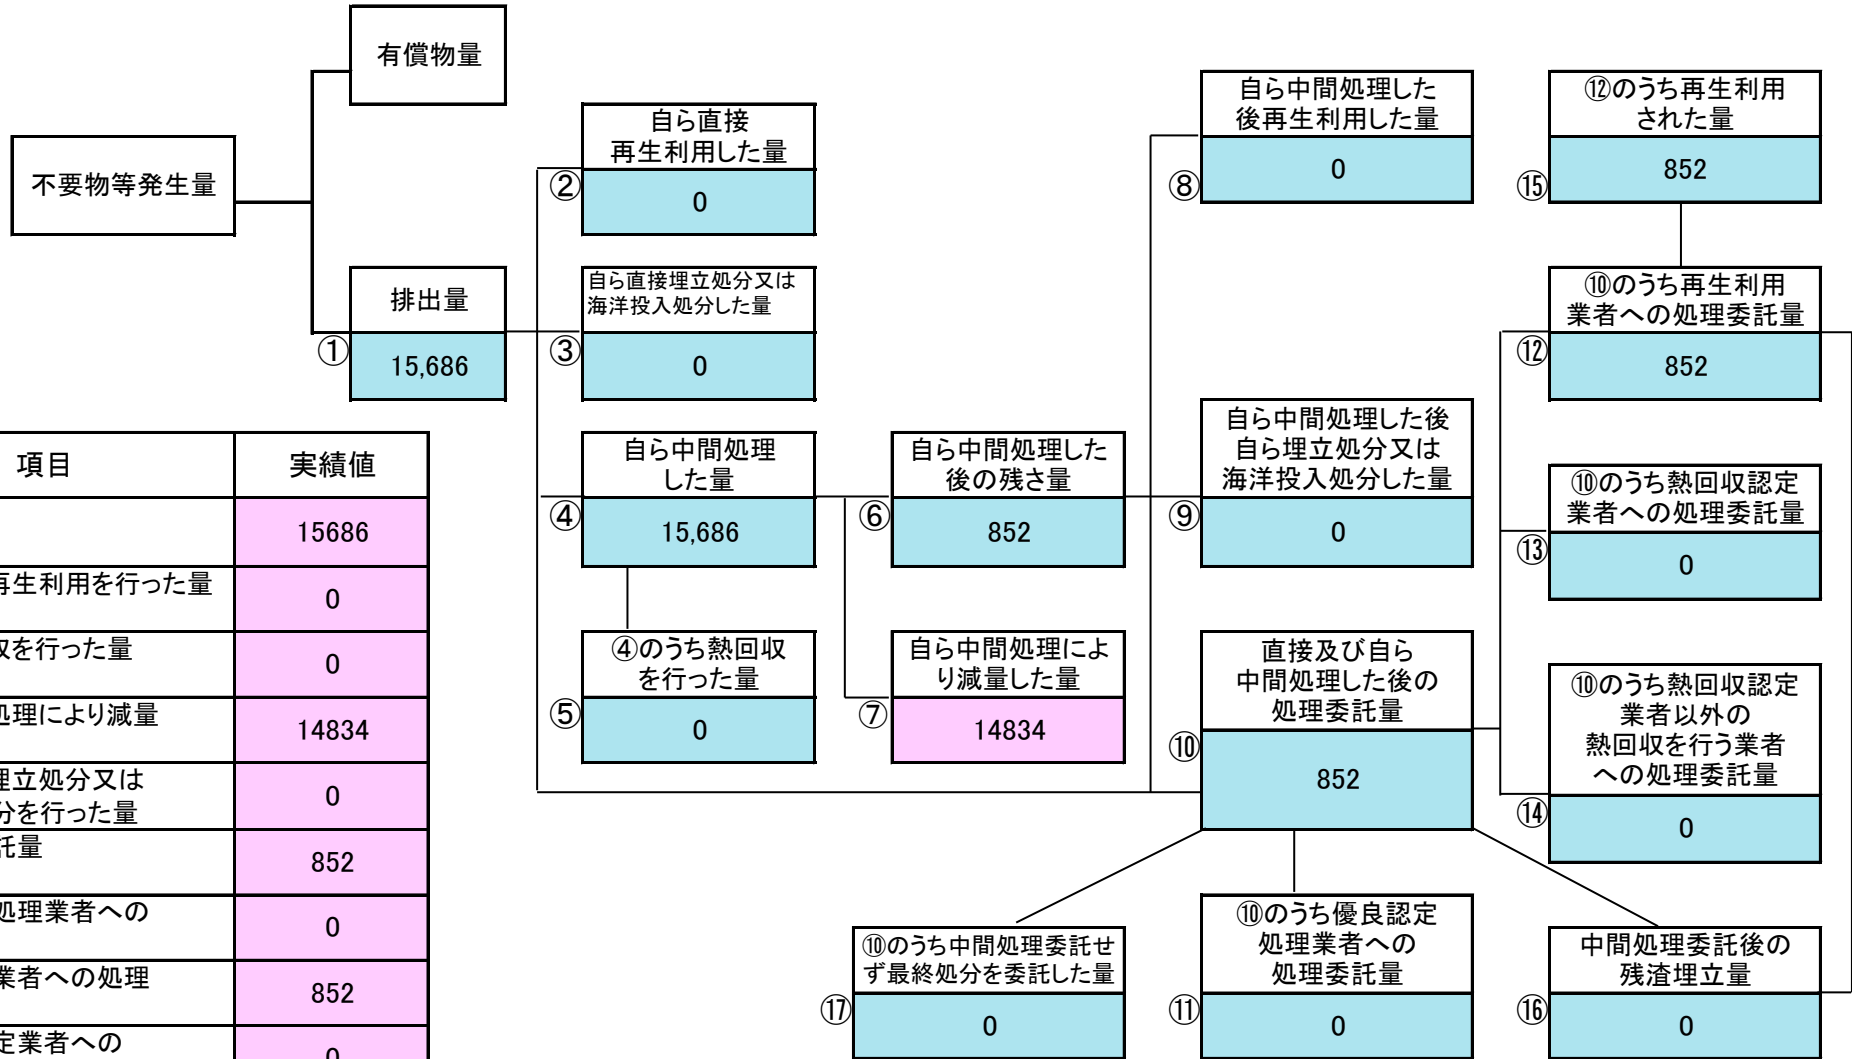 有償物量
不要物等発生量
排出量
①
15,686
自ら直接
再生利用した量
②
0
自ら直接埋立処分又は
海洋投入処分した量
③
0
自ら中間処理
した量
④
15,686
④のうち熱回収
を行った量
⑤
0
自ら中間処理した
後の残さ量
⑥
852
自ら中間処理によ
り減量した量
⑦
14834
自ら中間処理した
後再生利用した量
⑧
0
自ら中間処理した後
自ら埋立処分又は
海洋投入処分した量
⑨
0
直接及び自ら
中間処理した後の
処理委託量
⑩
852
⑩のうち優良認定
処理業者への
処理委託量
⑪
0
⑫のうち再生利用
された量
⑮
852
⑩のうち再生利用
業者への処理委託量
⑫
852
⑩のうち熱回収認定
業者への処理委託量
⑬
0
⑩のうち熱回収認定
業者以外の
熱回収を行う業者
への処理委託量
⑭
0
中間処理委託後の
残渣埋立量
⑯
0
⑩のうち中間処理委託せ
ず最終処分を委託した量
⑰
0
項目 実績値
15686
再生利用を行った量 0
を行った量 0
処理により減量 14834
埋立処分又は
分を行った量 0
託量 852
処理業者への 0
業者への処理 852
定業者への 0